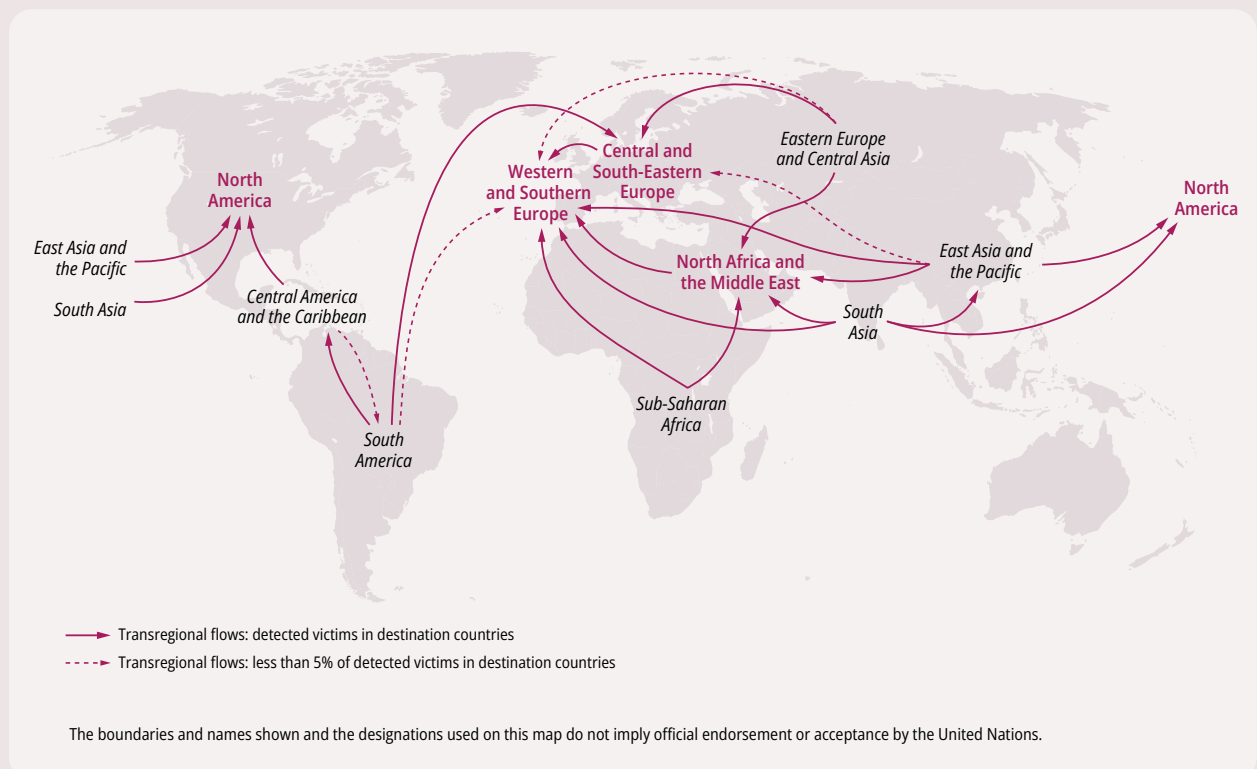 Eastern Europe
and Central Asia
Central and
South-Eastern
Europe
Western
and Southern
Europe
North
America
North
America
East Asia and
the Pacific
South Asia
Central America
and the Caribbean
North Africa and
the Middle East
East Asia and
the Pacific
South
Asia
Sub-Saharan
Africa
South
America
Transregional flows: detected victims in destination countries
Transregional flows: less than 5% of detected victims in destination countries
The boundaries and names shown and the designations used on this map do not imply official endorsement or acceptance by the United Nations.